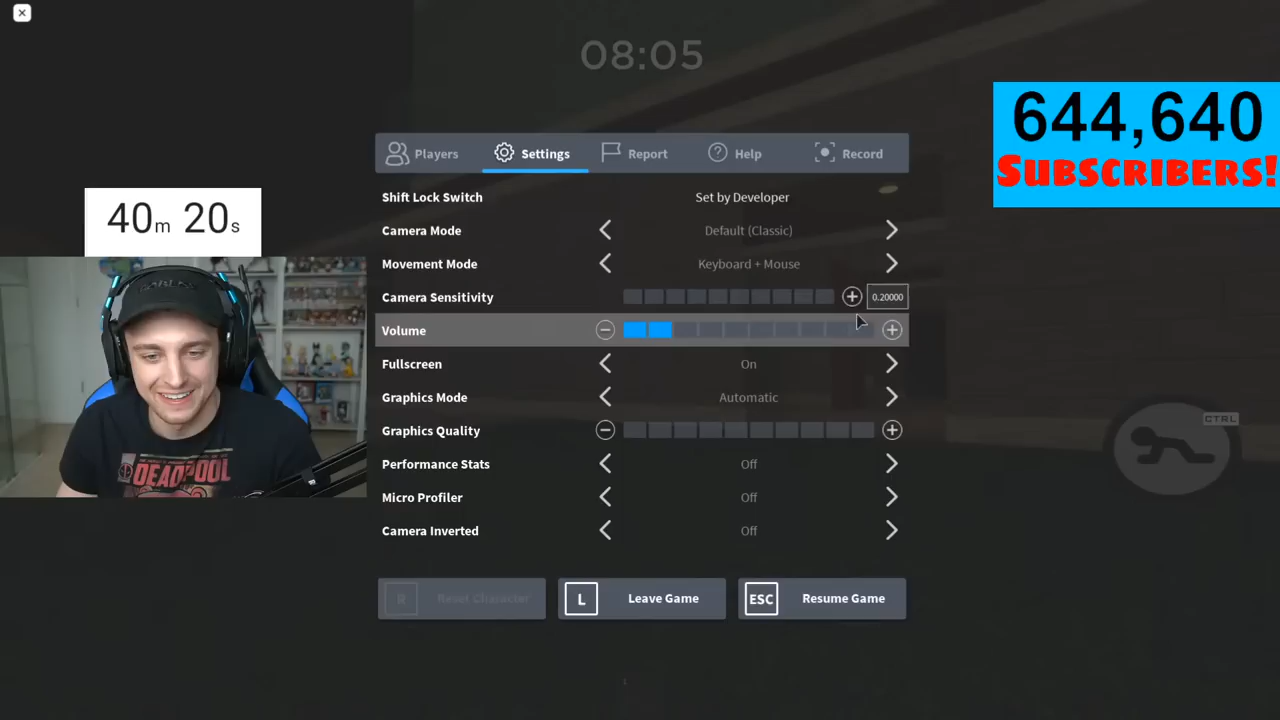 08:05
644,640
SUBSCRIBERS!
Players
Settings
Report
Help
Record
Shift Lock Switch Set by Developer
Camera Mode Default (Classic)
Movement Mode Keyboard + Mouse
Camera Sensitivity 0.20000
Volume
Fullscreen On
Graphics Mode Automatic
Graphics Quality
Performance Stats Off
Micro Profiler Off
Camera Inverted Off
R Reset Character
L Leave Game
ESC Resume Game
40m 20s
DEADPOOL
CTRL